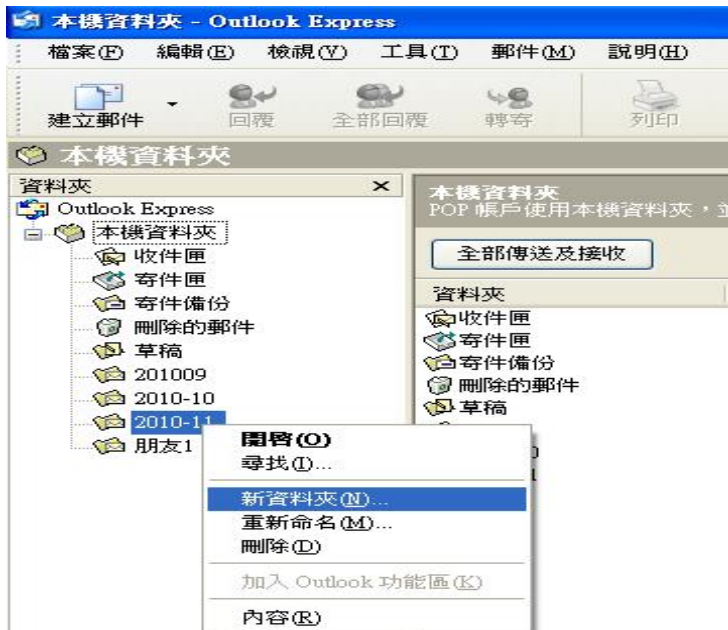 本機資料夾 - Outlook Express
檔案(F) 編輯(E) 檢視(V) 工具(T) 郵件(M) 說明(H)
建立郵件 回覆 全部回覆 轉寄 列印
本機資料夾
資料夾
Outlook Express
本機資料夾
收件匣
寄件匣
寄件備份
刪除的郵件
草稿
201009
2010-10
2010-11
朋友1
本機資料夾
POP 帳戶使用本機資料夾，並
全部傳送及接收
資料夾
收件匣
寄件匣
寄件備份
刪除的郵件
草稿
開啓(O)
尋找(I)...
新資料夾(N)...
重新命名(M)...
刪除(D)
加入 Outlook 功能區(K)
內容(R)